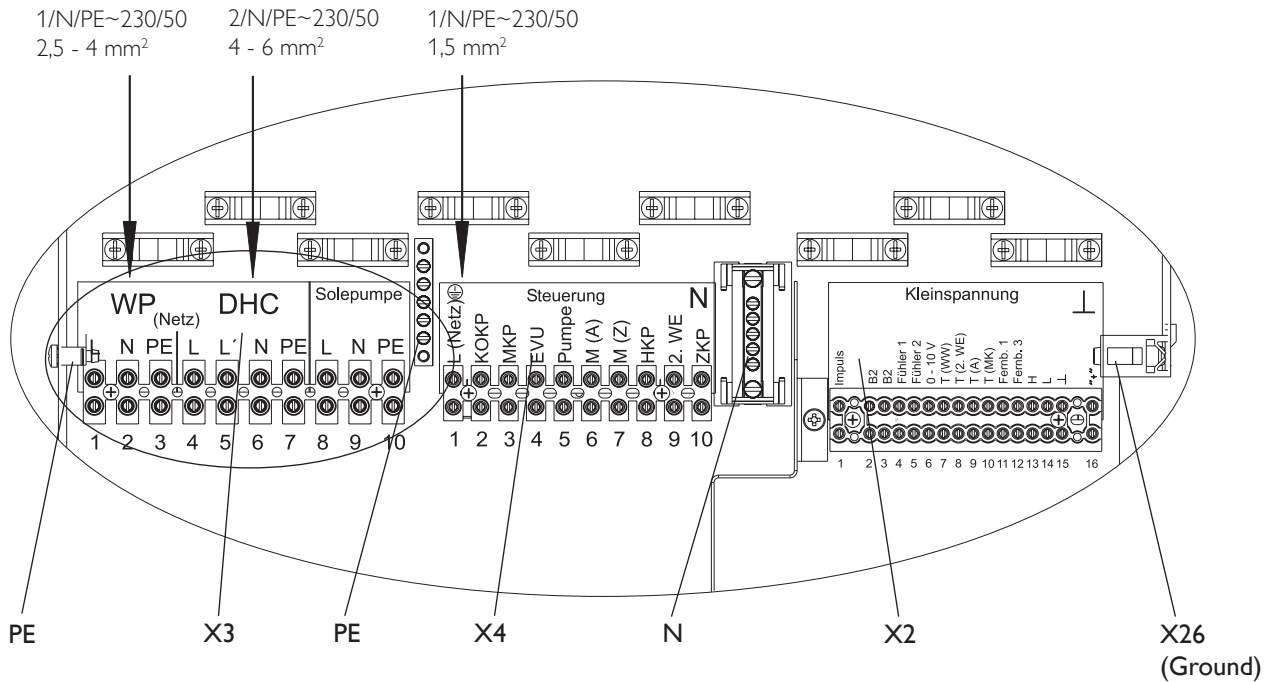 1/N/PE~230/50
2,5 - 4 mm²
2/N/PE~230/50
4 - 6 mm²
1/N/PE~230/50
1,5 mm²
WP
(Netz)
DHC
Solepumpe
L N PE L L´ N PE L N PE
1 2 3 4 5 6 7 8 9 10
Steuerung
N
L (Netz)
KOKP
MKP
EVU
Pumpe
M (A)
M (Z)
HKP
2. WE
ZKP
1 2 3 4 5 6 7 8 9 10
Kleinspannung
⊥
Impuls
B2
B2
Fühler 1
Fühler 2
0 - 10 V
T (WW)
T (2. WE)
T (A)
T (MK)
Fernb. 1
Fernb. 3
H
L
⊥
"+"
1 2 3 4 5 6 7 8 9 10 11 12 13 14 15 16
PE
X3
PE
X4
N
X2
X26
(Ground)